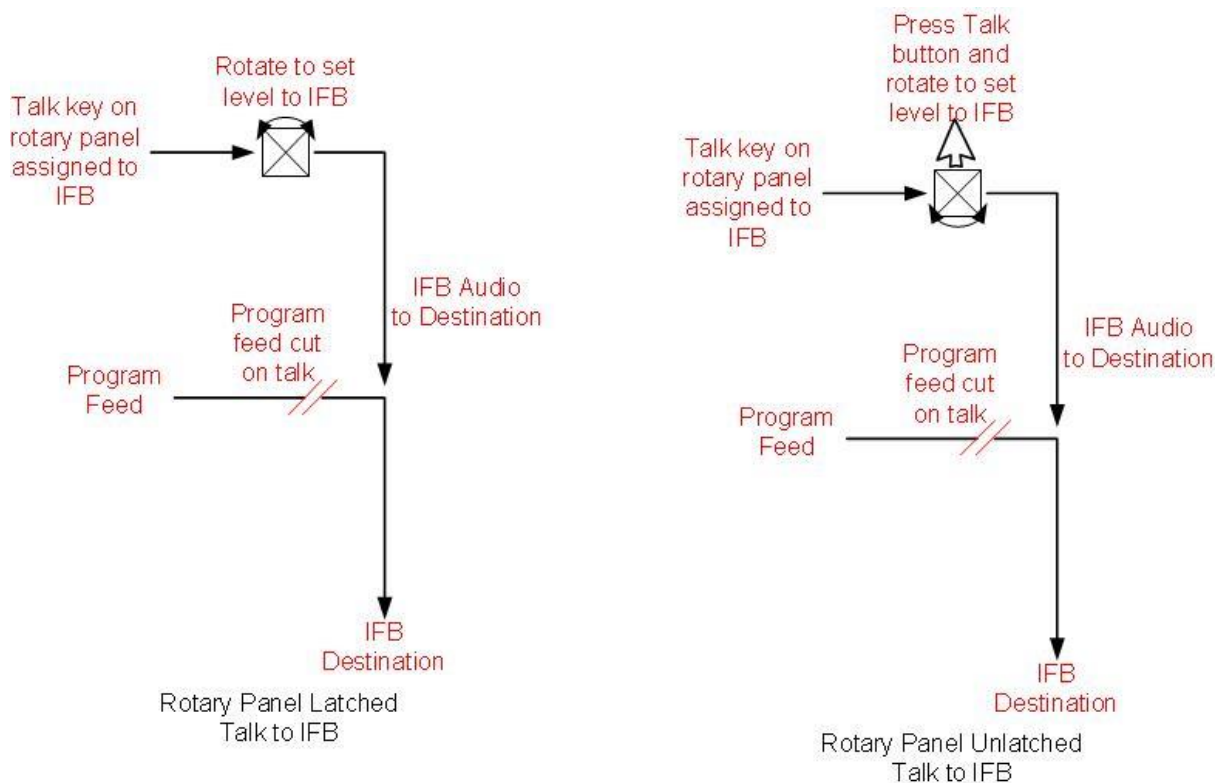 Rotate to set
level to IFB
Talk key on
rotary panel
assigned to
IFB
IFB Audio
to Destination
Program
feed cut
on talk
Program
Feed
IFB
Destination
Rotary Panel Latched
Talk to IFB
Press Talk
button and
rotate to set
level to IFB
Talk key on
rotary panel
assigned to
IFB
IFB Audio
to Destination
Program
feed cut
on talk
Program
Feed
IFB
Destination
Rotary Panel Unlatched
Talk to IFB